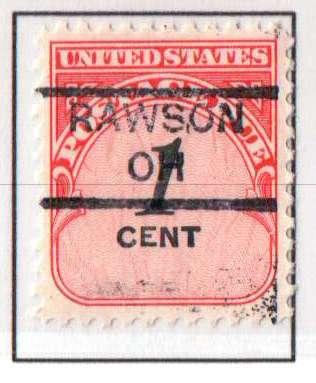 UNITED STATES
RAWSON
OH
1
CENT